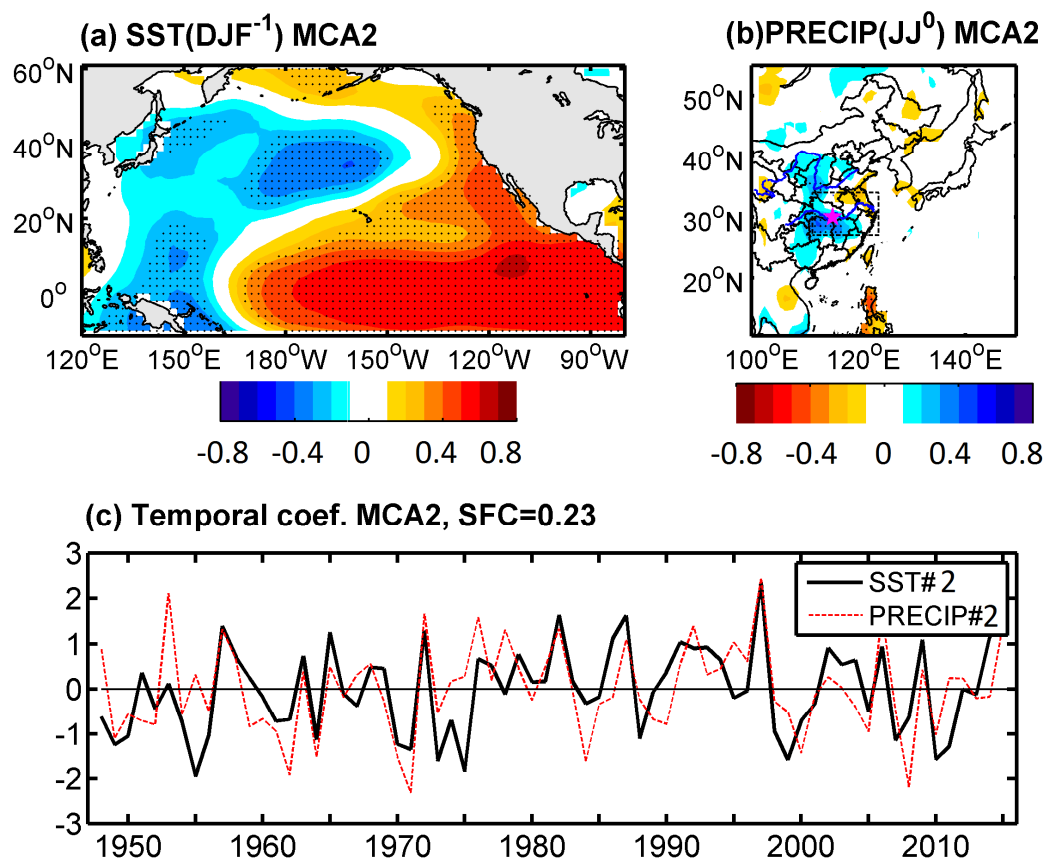 (a) SST(DJF⁻¹) MCA2
(b)PRECIP(JJ⁰) MCA2
60°N
40°N
20°N
0°
120°E 150°E 180°W 150°W 120°W 90°W
50°N
40°N
30°N
20°N
100°E 120°E 140°E
-0.8 -0.4 0 0.4 0.8
-0.8 -0.4 0 0.4 0.8
(c) Temporal coef. MCA2, SFC=0.23
3
2
1
0
-1
-2
-3
SST#2
PRECIP#2
1950 1960 1970 1980 1990 2000 2010